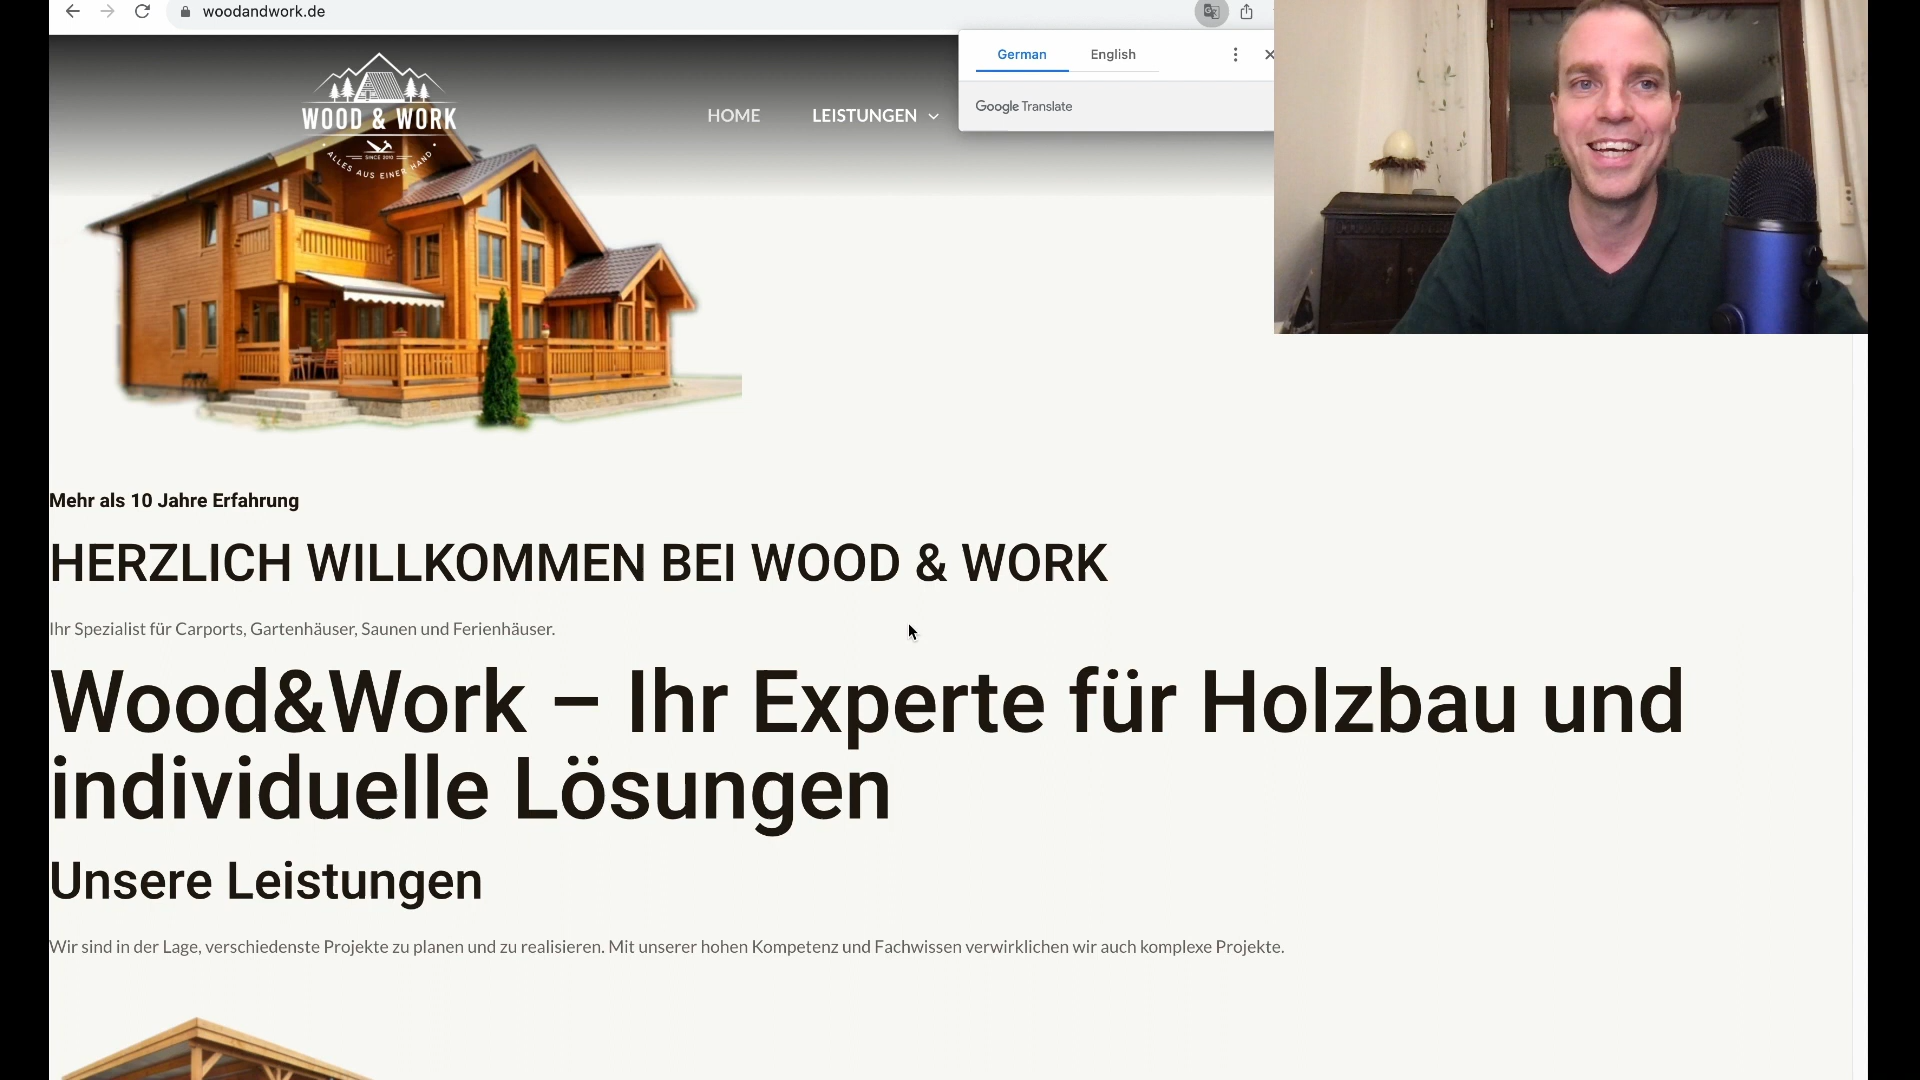 woodandwork.de
German English
Google Translate
WOOD & WORK
SINCE 2010
ALLES AUS EINER HAND
HOME LEISTUNGEN
Mehr als 10 Jahre Erfahrung
HERZLICH WILLKOMMEN BEI WOOD & WORK
Ihr Spezialist für Carports, Gartenhäuser, Saunen und Ferienhäuser.
Wood&Work – Ihr Experte für Holzbau und
individuelle Lösungen
Unsere Leistungen
Wir sind in der Lage, verschiedenste Projekte zu planen und zu realisieren. Mit unserer hohen Kompetenz und Fachwissen verwirklichen wir auch komplexe Projekte.